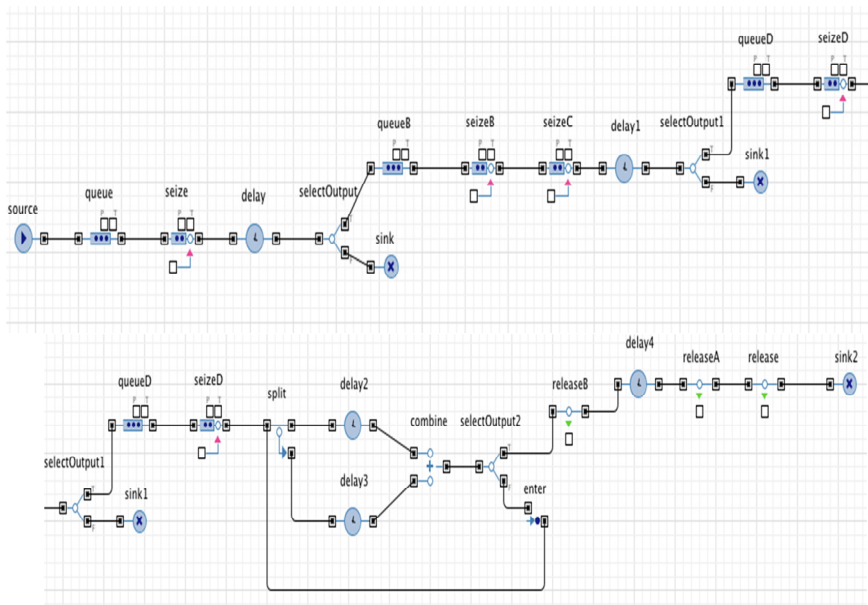 queueD seizeD
queueB seizeB seizeC delay1 selectOutput1
sink1
queue seize delay selectOutput
source
sink
delay4
releaseA release sink2
queueD seizeD split delay2
releaseB
combine selectOutput2
selectOutput1
sink1
delay3
enter